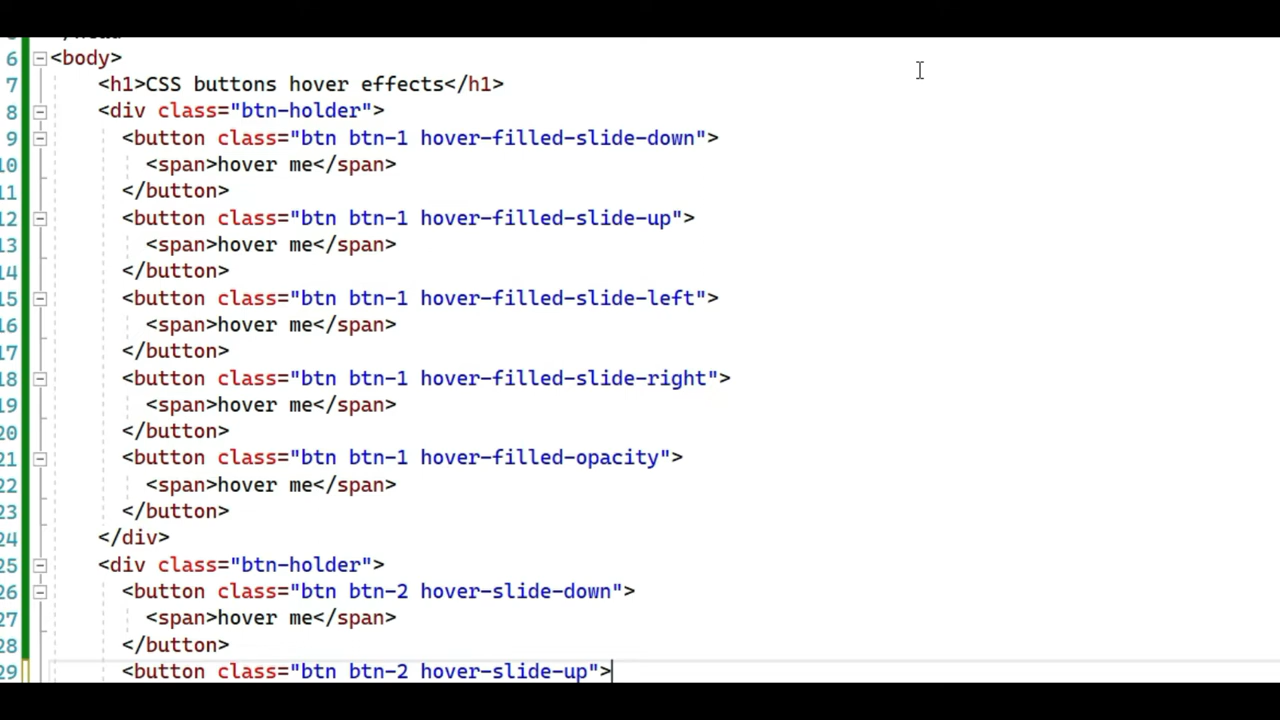 6 <body>
7 <h1>CSS buttons hover effects</h1>
8 <div class="btn-holder">
9 <button class="btn btn-1 hover-filled-slide-down">
10 <span>hover me</span>
11 </button>
12 <button class="btn btn-1 hover-filled-slide-up">
13 <span>hover me</span>
14 </button>
15 <button class="btn btn-1 hover-filled-slide-left">
16 <span>hover me</span>
17 </button>
18 <button class="btn btn-1 hover-filled-slide-right">
19 <span>hover me</span>
20 </button>
21 <button class="btn btn-1 hover-filled-opacity">
22 <span>hover me</span>
23 </button>
24 </div>
25 <div class="btn-holder">
26 <button class="btn btn-2 hover-slide-down">
27 <span>hover me</span>
28 </button>
29 <button class="btn btn-2 hover-slide-up">